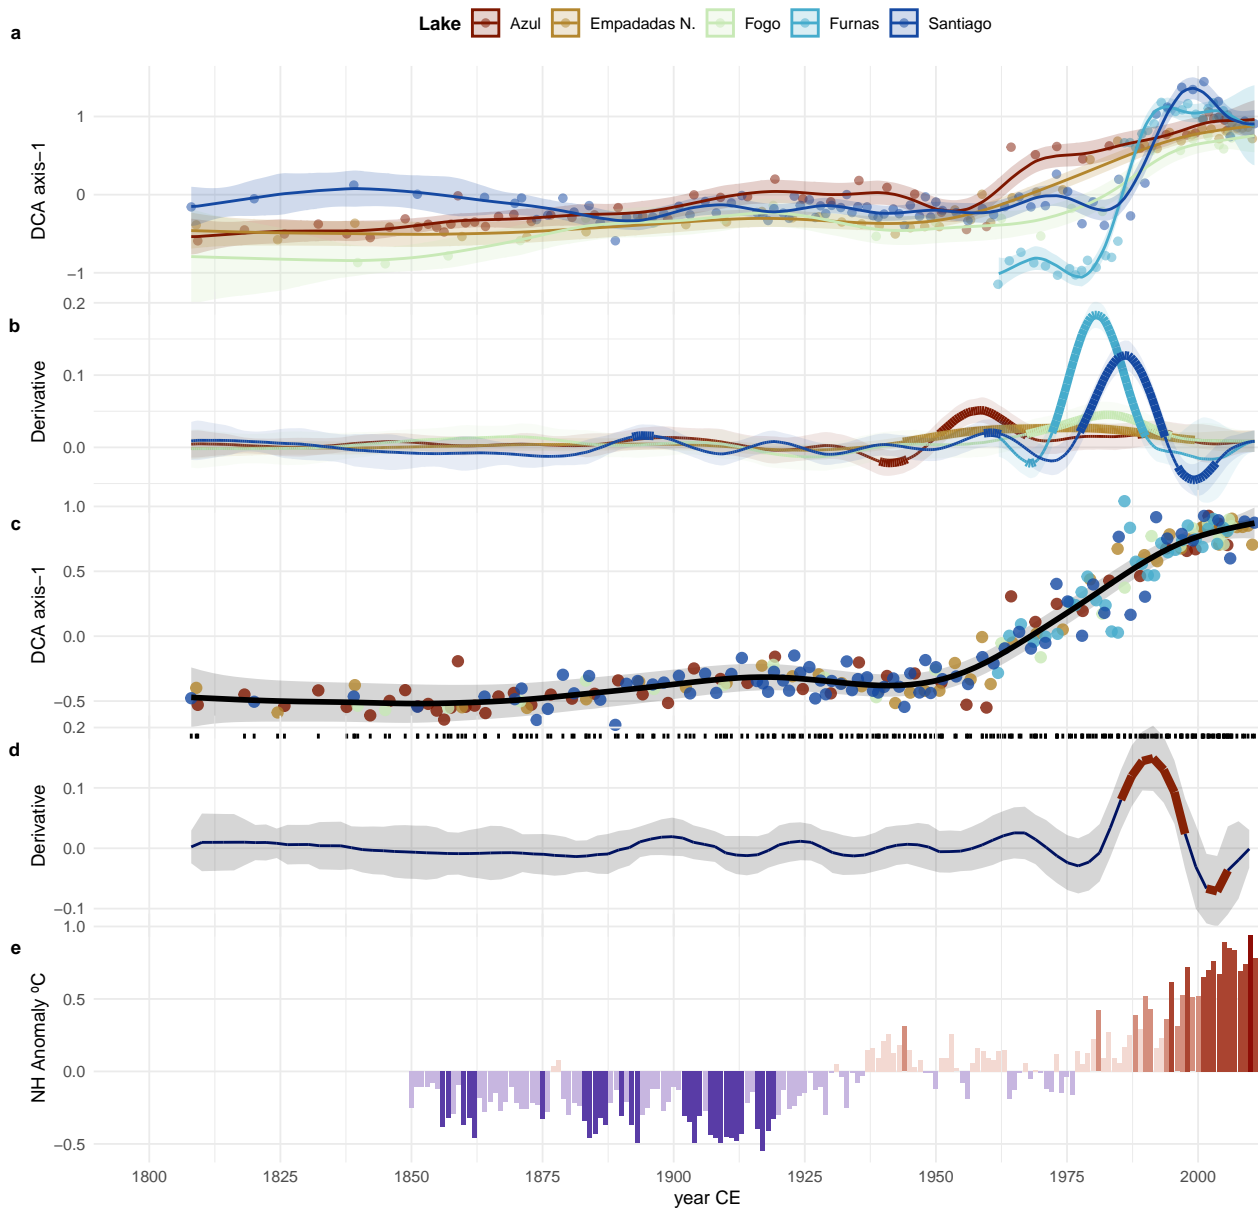 Lake Azul Empadadas N. Fogo Furnas Santiago
a
1
0
−1
DCA axis−1
b
0.2
0.1
0.0
Derivative
c
1.0
0.5
0.0
−0.5
DCA axis−1
d
0.2
0.1
0.0
−0.1
Derivative
e
1.0
0.5
0.0
−0.5
NH Anomaly ºC
1800 1825 1850 1875 1900 1925 1950 1975 2000
year CE